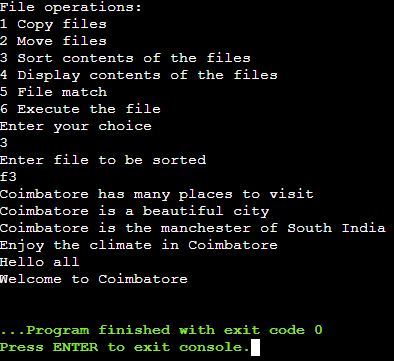 File operations:
1 Copy files
2 Move files
3 Sort contents of the files
4 Display contents of the files
5 File match
6 Execute the file
Enter your choice
3
Enter file to be sorted
f3
Coimbatore has many places to visit
Coimbatore is a beautiful city
Coimbatore is the manchester of South India
Enjoy the climate in Coimbatore
Hello all
Welcome to Coimbatore
...Program finished with exit code 0
Press ENTER to exit console.